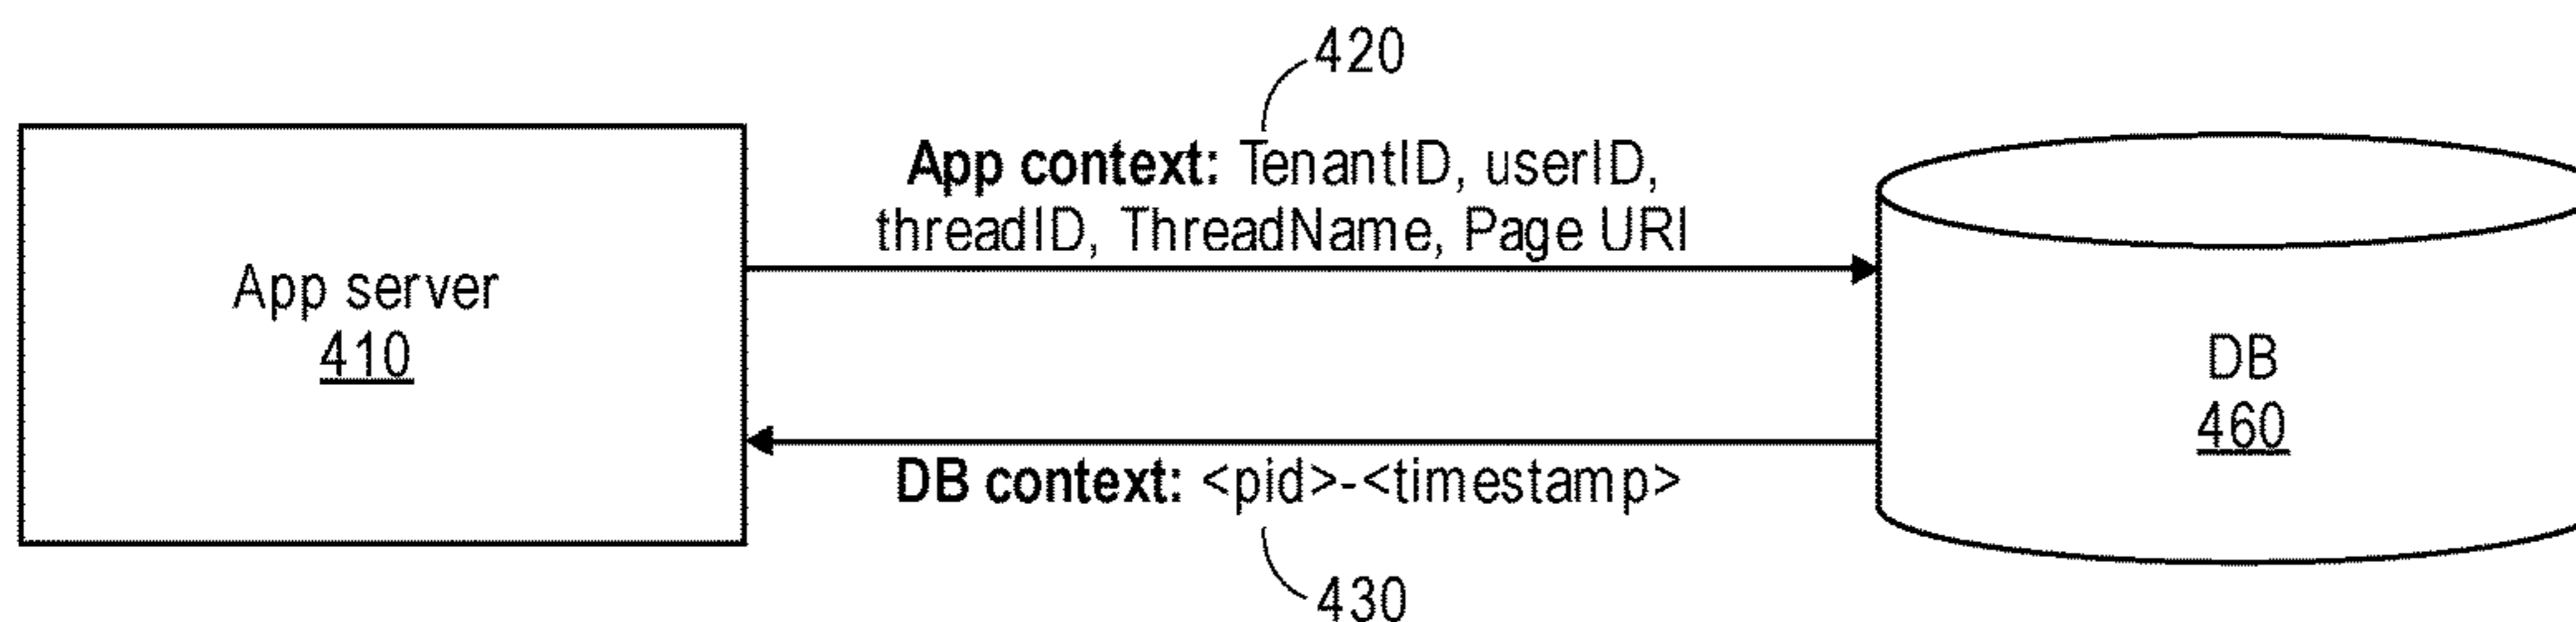 420
App context: TenantID, userID,
threadID, ThreadName, Page URI
App server
410
DB
460
DB context: <pid>-<timestamp>
430